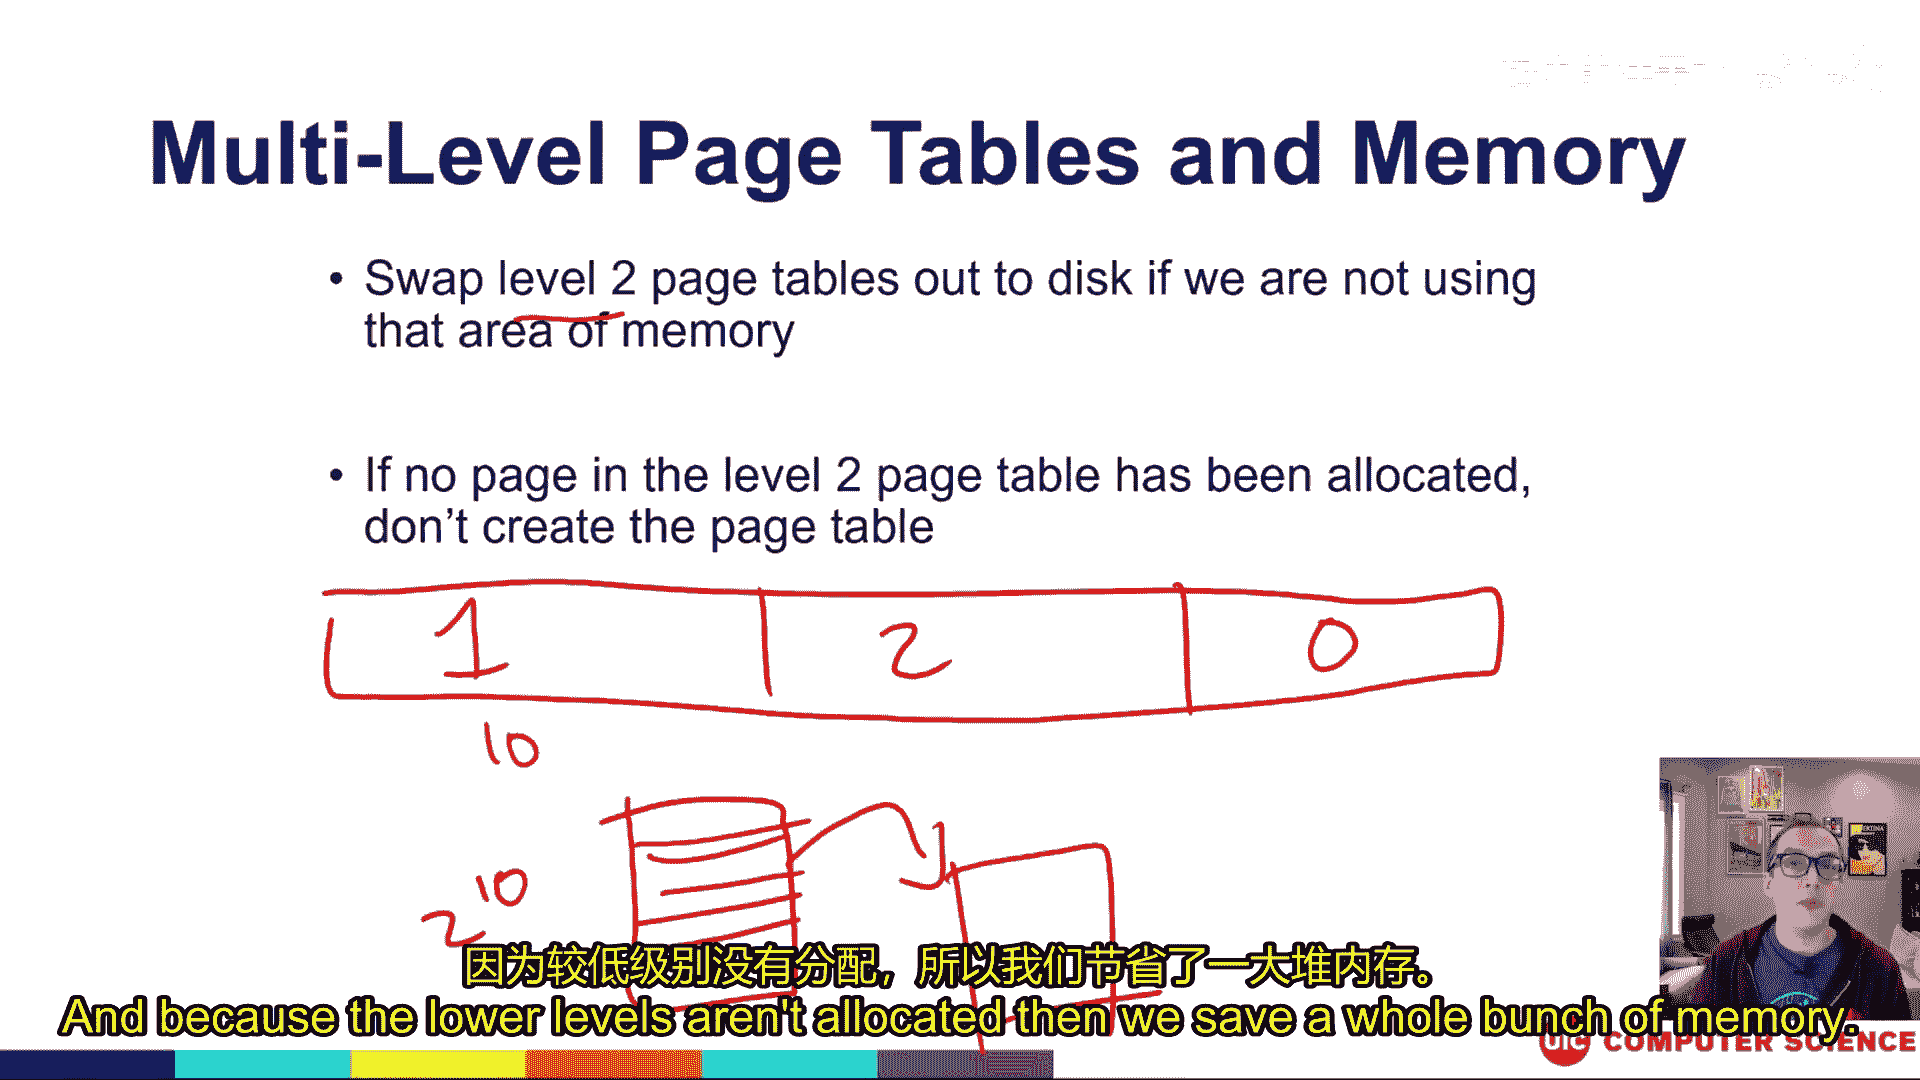 Multi-Level Page Tables and Memory
• Swap level 2 page tables out to disk if we are not using
that area of memory
• If no page in the level 2 page table has been allocated,
don't create the page table
1 2 0
10
2^10
因为较低级别没有分配，所以我们节省了一大堆内存。
And because the lower levels aren't allocated then we save a whole bunch of memory.
UIC COMPUTER SCIENCE